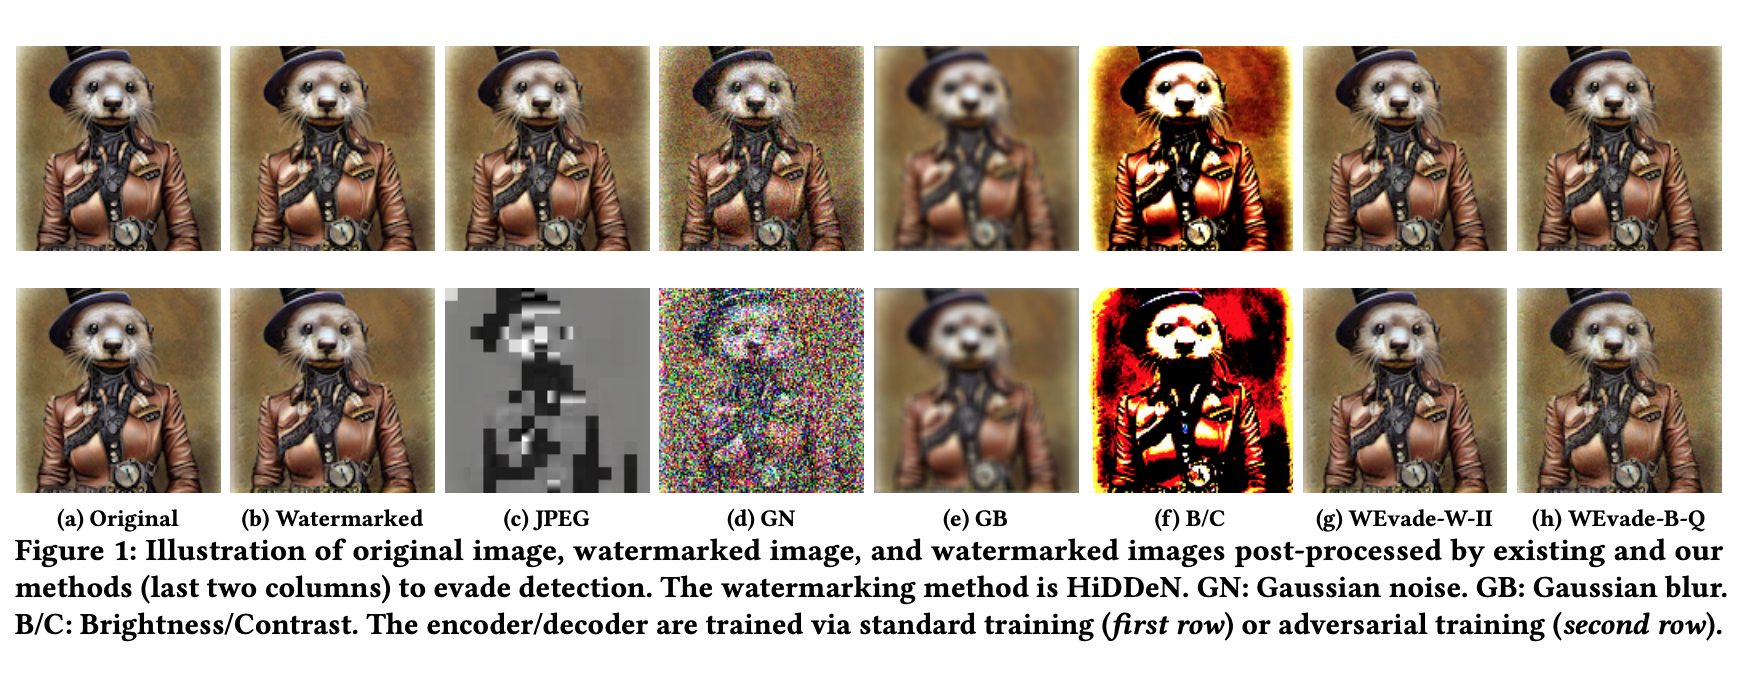 (a) Original (b) Watermarked (c) JPEG (d) GN (e) GB (f) B/C (g) WEvade-W-II (h) WEvade-B-Q
Figure 1: Illustration of original image, watermarked image, and watermarked images post-processed by existing and our
methods (last two columns) to evade detection. The watermarking method is HiDDeN. GN: Gaussian noise. GB: Gaussian blur.
B/C: Brightness/Contrast. The encoder/decoder are trained via standard training (first row) or adversarial training (second row).